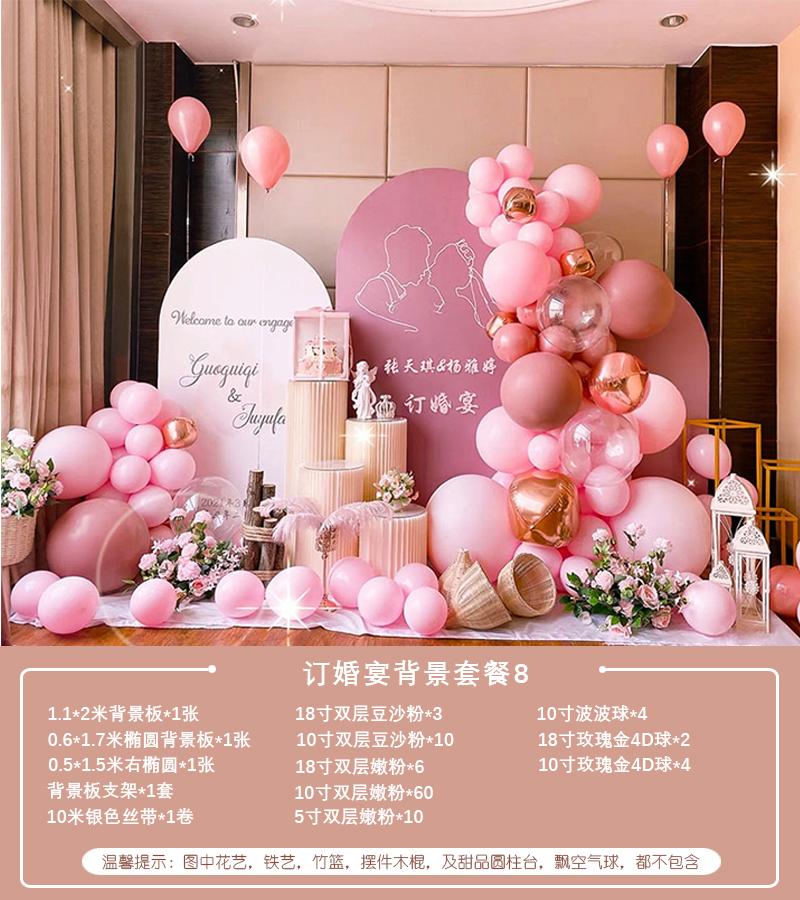 Welcome to our engage
Guoguiqi
&
Juyufa
张天琪&杨雅婷
订婚宴
订婚宴背景套餐8
1.1*2米背景板*1张
0.6*1.7米椭圆背景板*1张
0.5*1.5米右椭圆*1张
背景板支架*1套
10米银色丝带*1卷
18寸双层豆沙粉*3
10寸双层豆沙粉*10
18寸双层嫩粉*6
10寸双层嫩粉*60
5寸双层嫩粉*10
10寸波波球*4
18寸玫瑰金4D球*2
10寸玫瑰金4D球*4
温馨提示：图中花艺，铁艺，竹篮，摆件木棍，及甜品圆柱台，飘空气球，都不包含